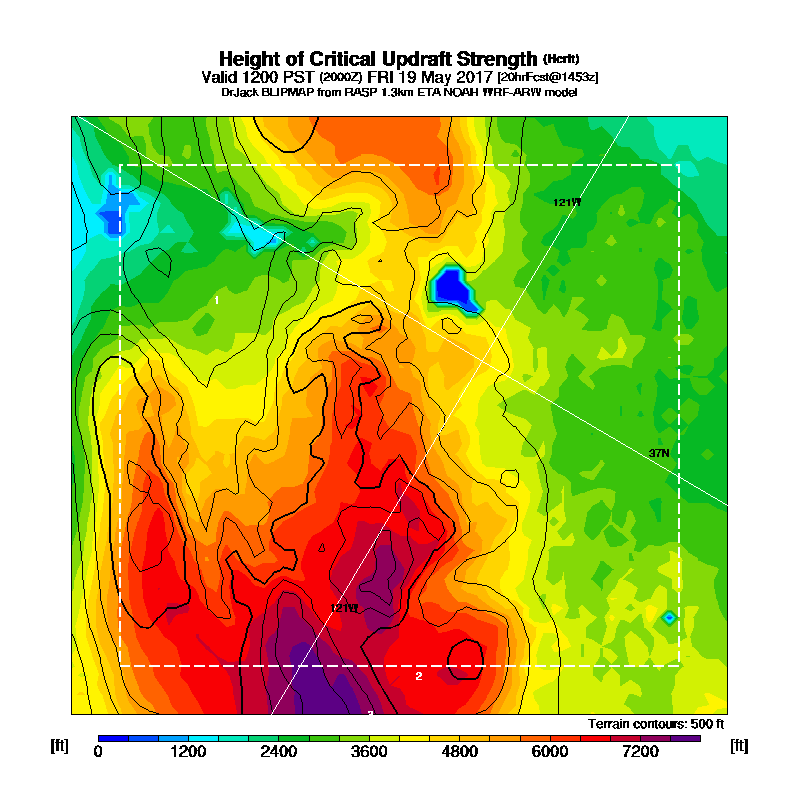 Height of Critical Updraft Strength (Hcrit)
Valid 1200 PST (2000Z) FRI 19 May 2017 [20hrFcst@1453z]
DrJack BLIPMAP from RASP 1.3km ETA NOAH WRF-ARW model
121W
1
37N
121W
2
3
Terrain contours: 500 ft
[ft] 0 1200 2400 3600 4800 6000 7200 [ft]